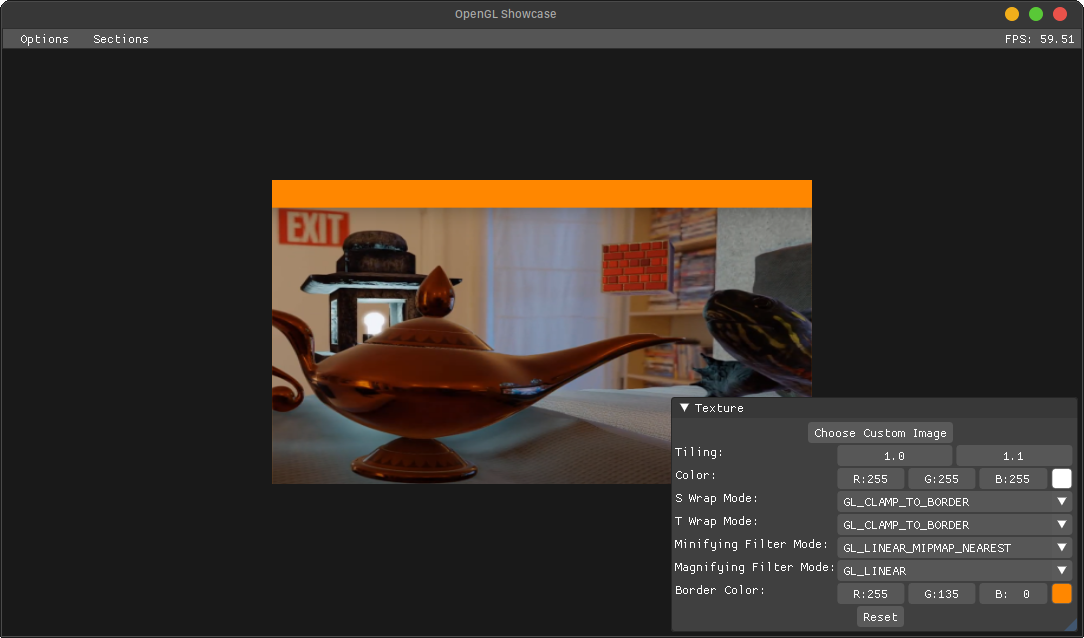 OpenGL Showcase
Options Sections FPS: 59.51
EXIT
Texture
Choose Custom Image
Tiling: 1.0 1.1
Color: R:255 G:255 B:255
S Wrap Mode: GL_CLAMP_TO_BORDER
T Wrap Mode: GL_CLAMP_TO_BORDER
Minifying Filter Mode: GL_LINEAR_MIPMAP_NEAREST
Magnifying Filter Mode: GL_LINEAR
Border Color: R:255 G:135 B: 0
Reset